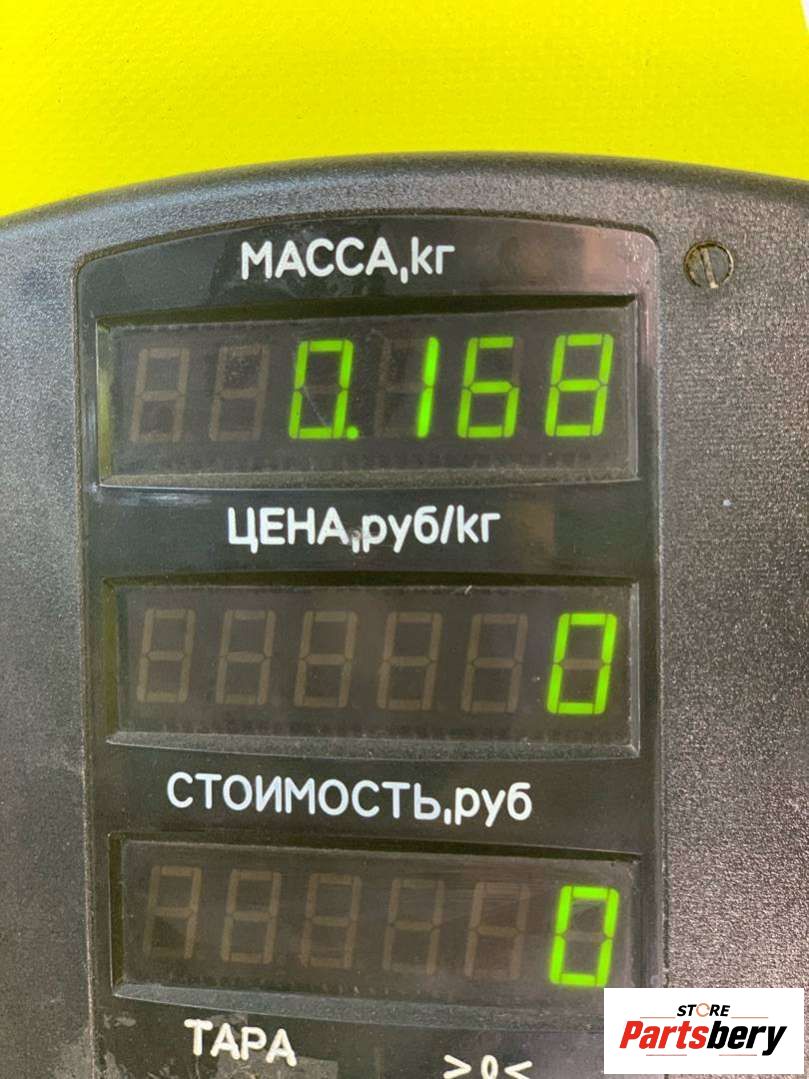 МАССА,кг
0.168
ЦЕНА,руб/кг
0
СТОИМОСТЬ,руб
0
ТАРА
>0<
STORE
Partsbery